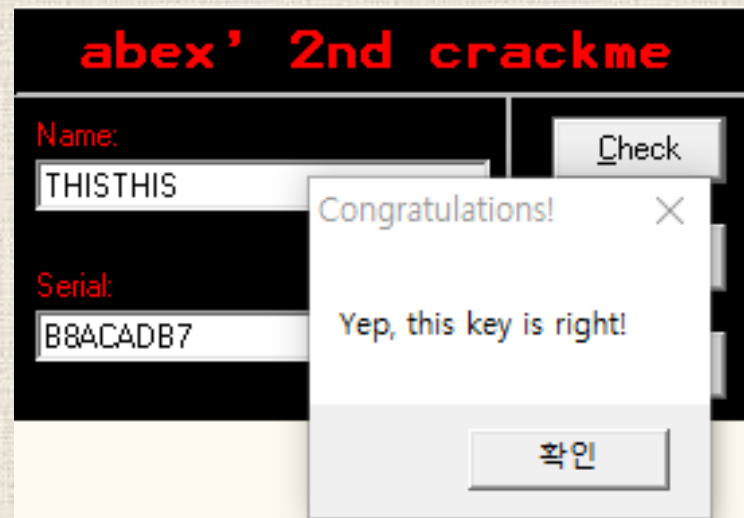 abex’ 2nd crackme
Name:
THISTHIS
Check
Congratulations!
Yep, this key is right!
Serial:
B8ACADB7
확인